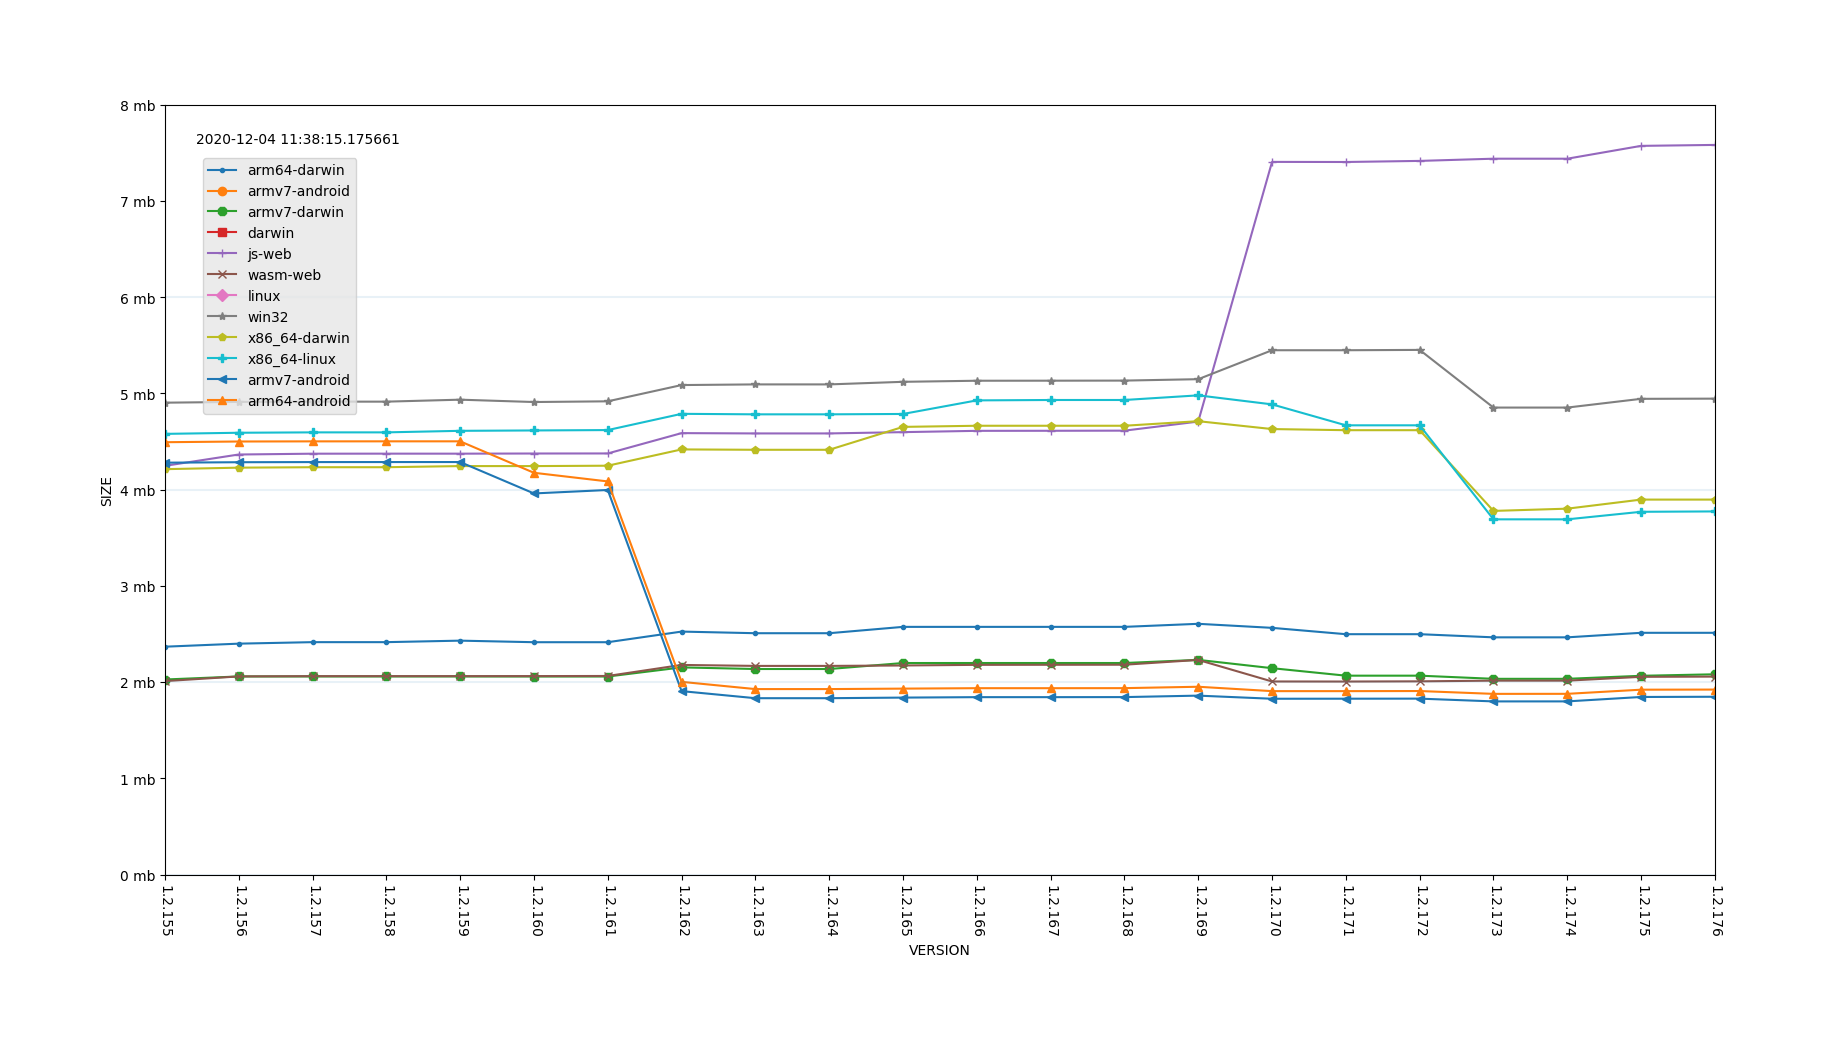 8 mb
7 mb
6 mb
5 mb
4 mb
3 mb
2 mb
1 mb
0 mb
SIZE
2020-12-04 11:38:15.175661
arm64-darwin
armv7-android
armv7-darwin
darwin
js-web
wasm-web
linux
win32
x86_64-darwin
x86_64-linux
armv7-android
arm64-android
1.2.155
1.2.156
1.2.157
1.2.158
1.2.159
1.2.160
1.2.161
1.2.162
1.2.163
1.2.164
1.2.165
1.2.166
1.2.167
1.2.168
1.2.169
1.2.170
1.2.171
1.2.172
1.2.173
1.2.174
1.2.175
1.2.176
VERSION